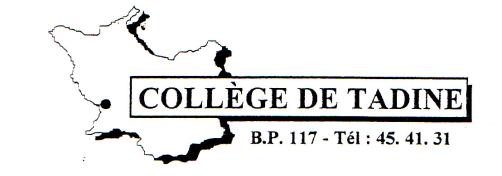 COLLÈGE DE TADINE
B.P. 117 - Tél : 45. 41. 31